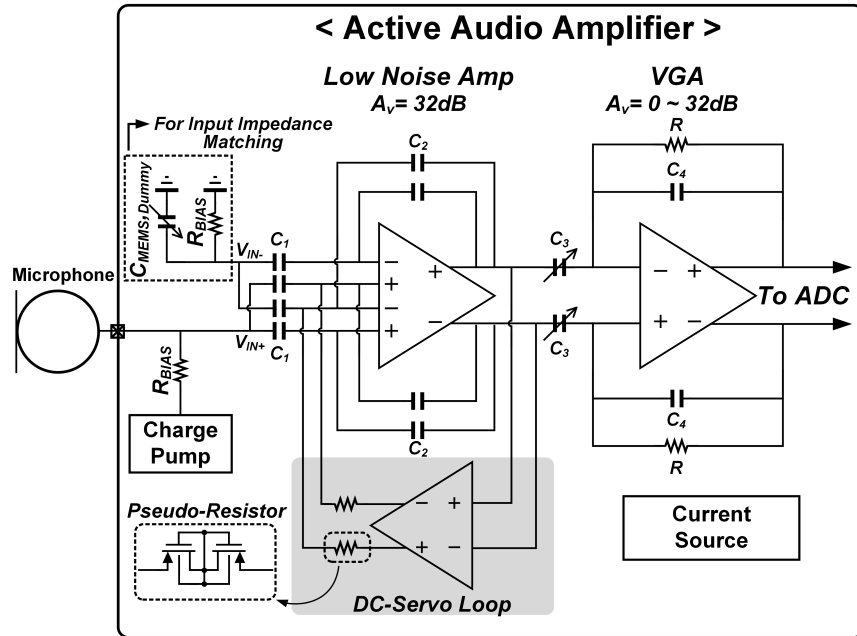 < Active Audio Amplifier >
Low Noise Amp
Av= 32dB
VGA
Av= 0 ~ 32dB
For Input Impedance
Matching
CMEMS,Dummy
RBIAS
C2
R
C4
VIN-
C1
C3
Microphone
To ADC
VIN+
C1
C3
RBIAS
Charge
Pump
C2
C4
R
Pseudo-Resistor
Current
Source
DC-Servo Loop
− + − + + −
− + + −
− + + −